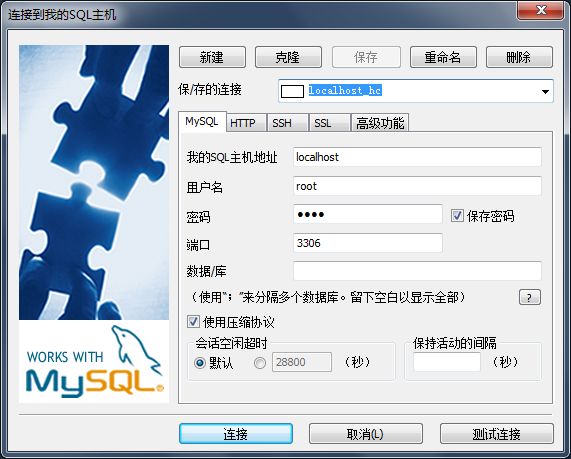 连接到我的SQL主机
新建 克隆 保存 重命名 删除
保/存的连接 localhost_hc
MySQL HTTP SSH SSL 高级功能
我的SQL主机地址 localhost
用户名 root
密码 ●●●● 保存密码
端口 3306
数据/库
（使用“；”来分隔多个数据库。留下空白以显示全部） ?
使用压缩协议
会话空闲超时 保持活动的间隔
默认 28800 （秒） （秒）
WORKS WITH
MySQL®
连接 取消(L) 测试连接